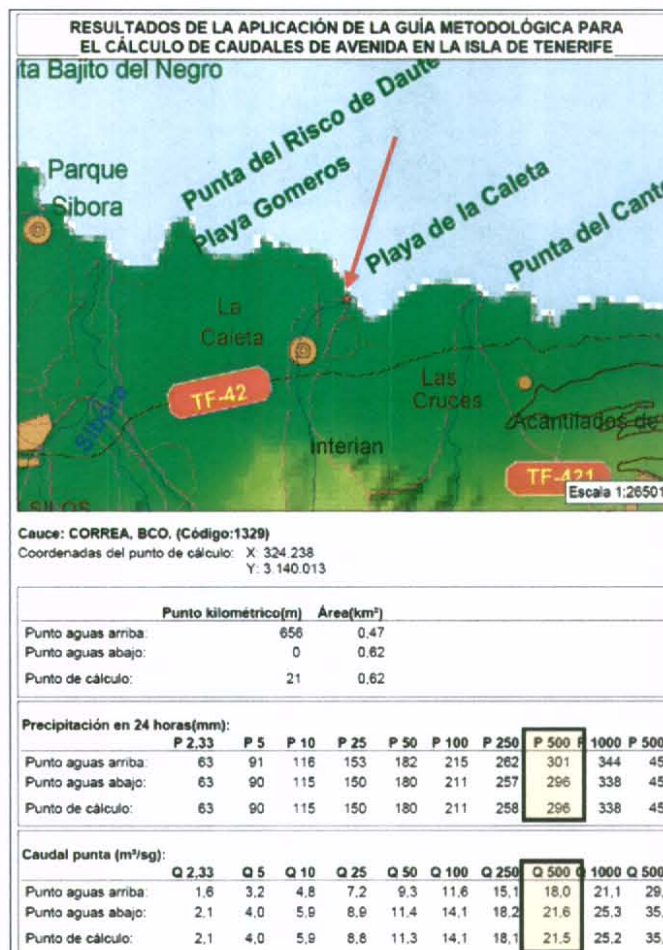 RESULTADOS DE LA APLICACIÓN DE LA GUÍA METODOLÓGICA PARA
EL CÁLCULO DE CAUDALES DE AVENIDA EN LA ISLA DE TENERIFE
ta Bajito del Negro
Punta del Risco de Daute
Parque
Sibora
Playa Gomeros
Playa de la Caleta
Punta del Cant
La
Caleta
TF-42
Las
Cruces
Sibora
Interian
Acantilados de
TF-421
SILOS
Escala 1:26501
Cauce: CORREA, BCO, (Código:1329)
Coordenadas del punto de cálculo: X: 324.238
Y: 3.140.013
Punto kilométrico(m) Área(km²)
Punto aguas arriba: 656 0,47
Punto aguas abajo: 0 0,62
Punto de cálculo: 21 0,62
Precipitación en 24 horas(mm):
P 2,33 P 5 P 10 P 25 P 50 P 100 P 250 P 500 P 1000 P 500
Punto aguas arriba: 63 91 116 153 182 215 262 301 344 45
Punto aguas abajo: 63 90 115 150 180 211 257 296 338 45
Punto de cálculo: 63 90 115 150 180 211 258 296 338 45
Caudal punta (m³/sg):
Q 2,33 Q 5 Q 10 Q 25 Q 50 Q 100 Q 250 Q 500 Q 1000 Q 500
Punto aguas arriba: 1,6 3,2 4,8 7,2 9,3 11,6 15,1 18,0 21,1 29,
Punto aguas abajo: 2,1 4,0 5,9 8,9 11,4 14,1 18,2 21,6 25,3 35,
Punto de cálculo: 2,1 4,0 5,9 8,8 11,3 14,1 18,1 21,5 25,2 35,